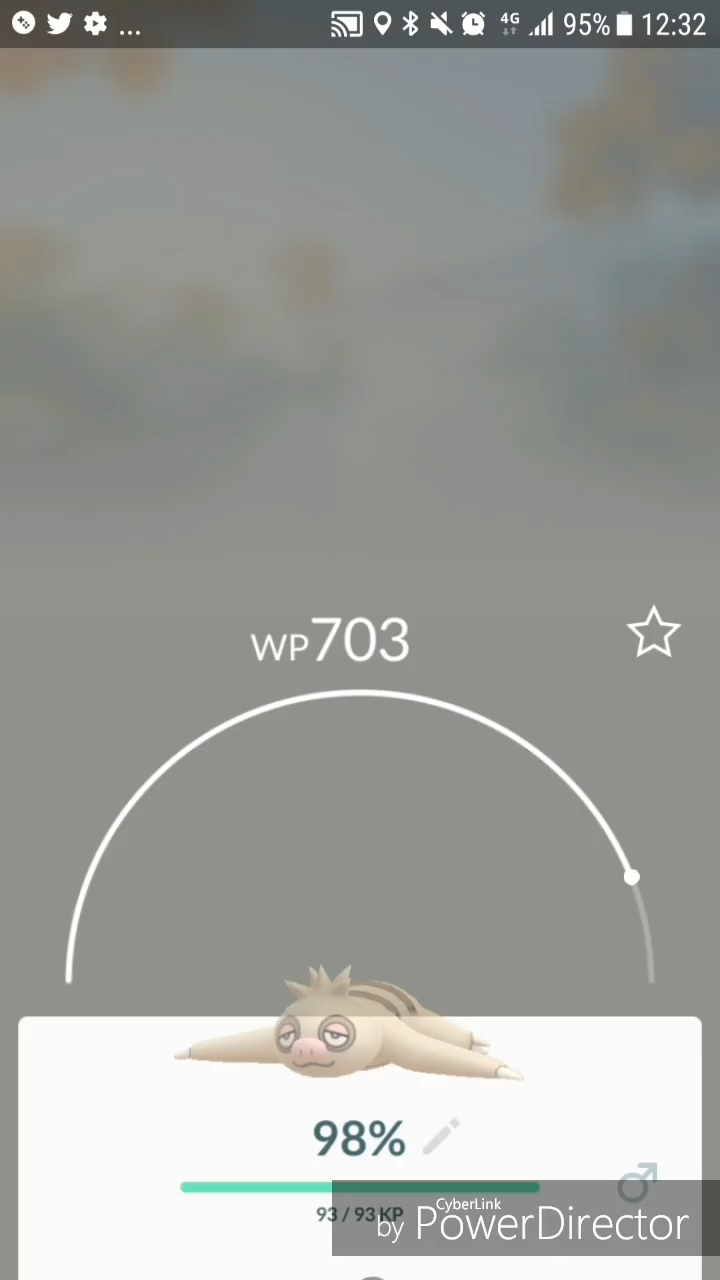 ... 4G 95% 12:32
WP703
98%
93 / 93 KP
CyberLink
by PowerDirector